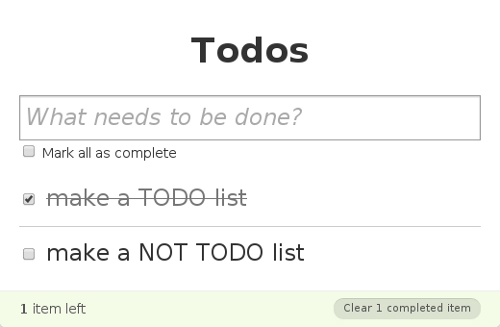 Todos
What needs to be done?
Mark all as complete
make a TODO list
make a NOT TODO list
1 item left
Clear 1 completed item